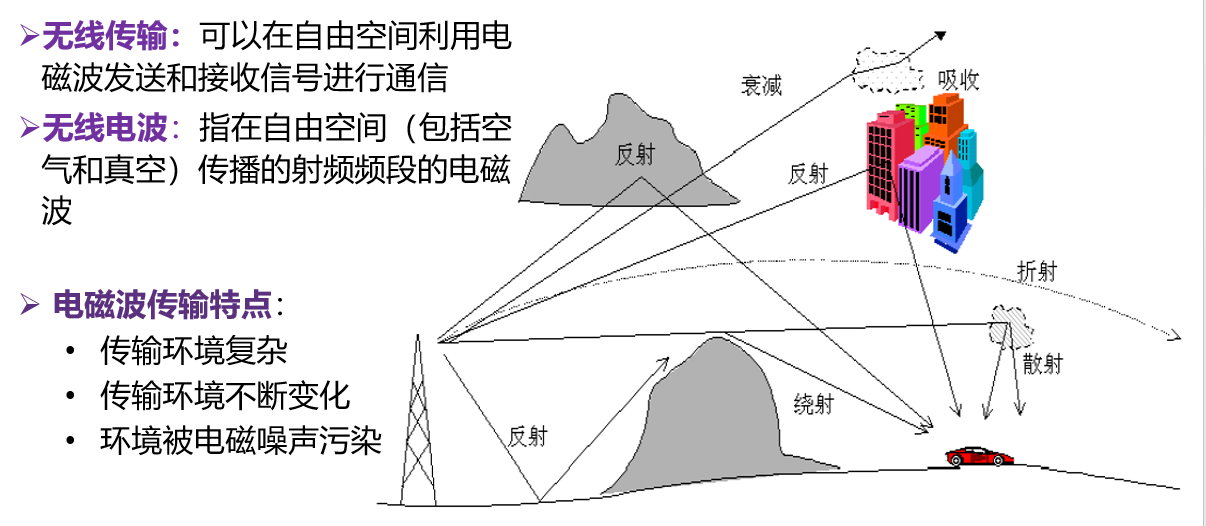 ➢无线传输：可以在自由空间利用电
磁波发送和接收信号进行通信
➢无线电波：指在自由空间（包括空
气和真空）传播的射频频段的电磁
波
➢ 电磁波传输特点：
• 传输环境复杂
• 传输环境不断变化
• 环境被电磁噪声污染
衰减
吸收
反射
反射
折射
散射
绕射
反射